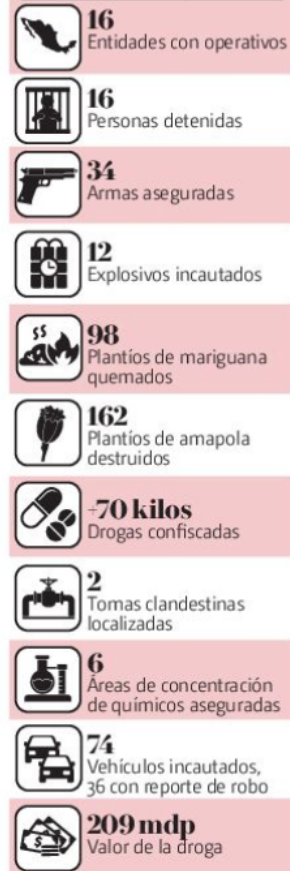 16
Entidades con operativos
16
Personas detenidas
34
Armas aseguradas
12
Explosivos incautados
98
Plantíos de mariguana
quemados
162
Plantíos de amapola
destruidos
+70 kilos
Drogas confiscadas
2
Tomas clandestinas
localizadas
6
Áreas de concentración
de químicos aseguradas
74
Vehículos incautados,
36 con reporte de robo
209 mdp
Valor de la droga